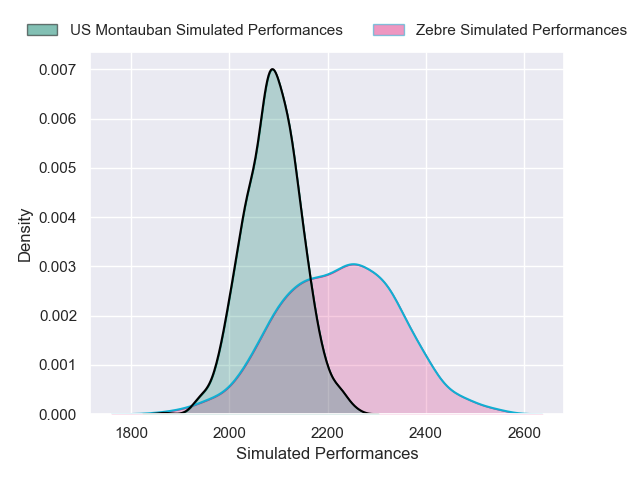 US Montauban Simulated Performances Zebre Simulated Performances
0.007
0.006
0.005
0.004
0.003
0.002
0.001
0.000
Density
1800 2000 2200 2400 2600
Simulated Performances